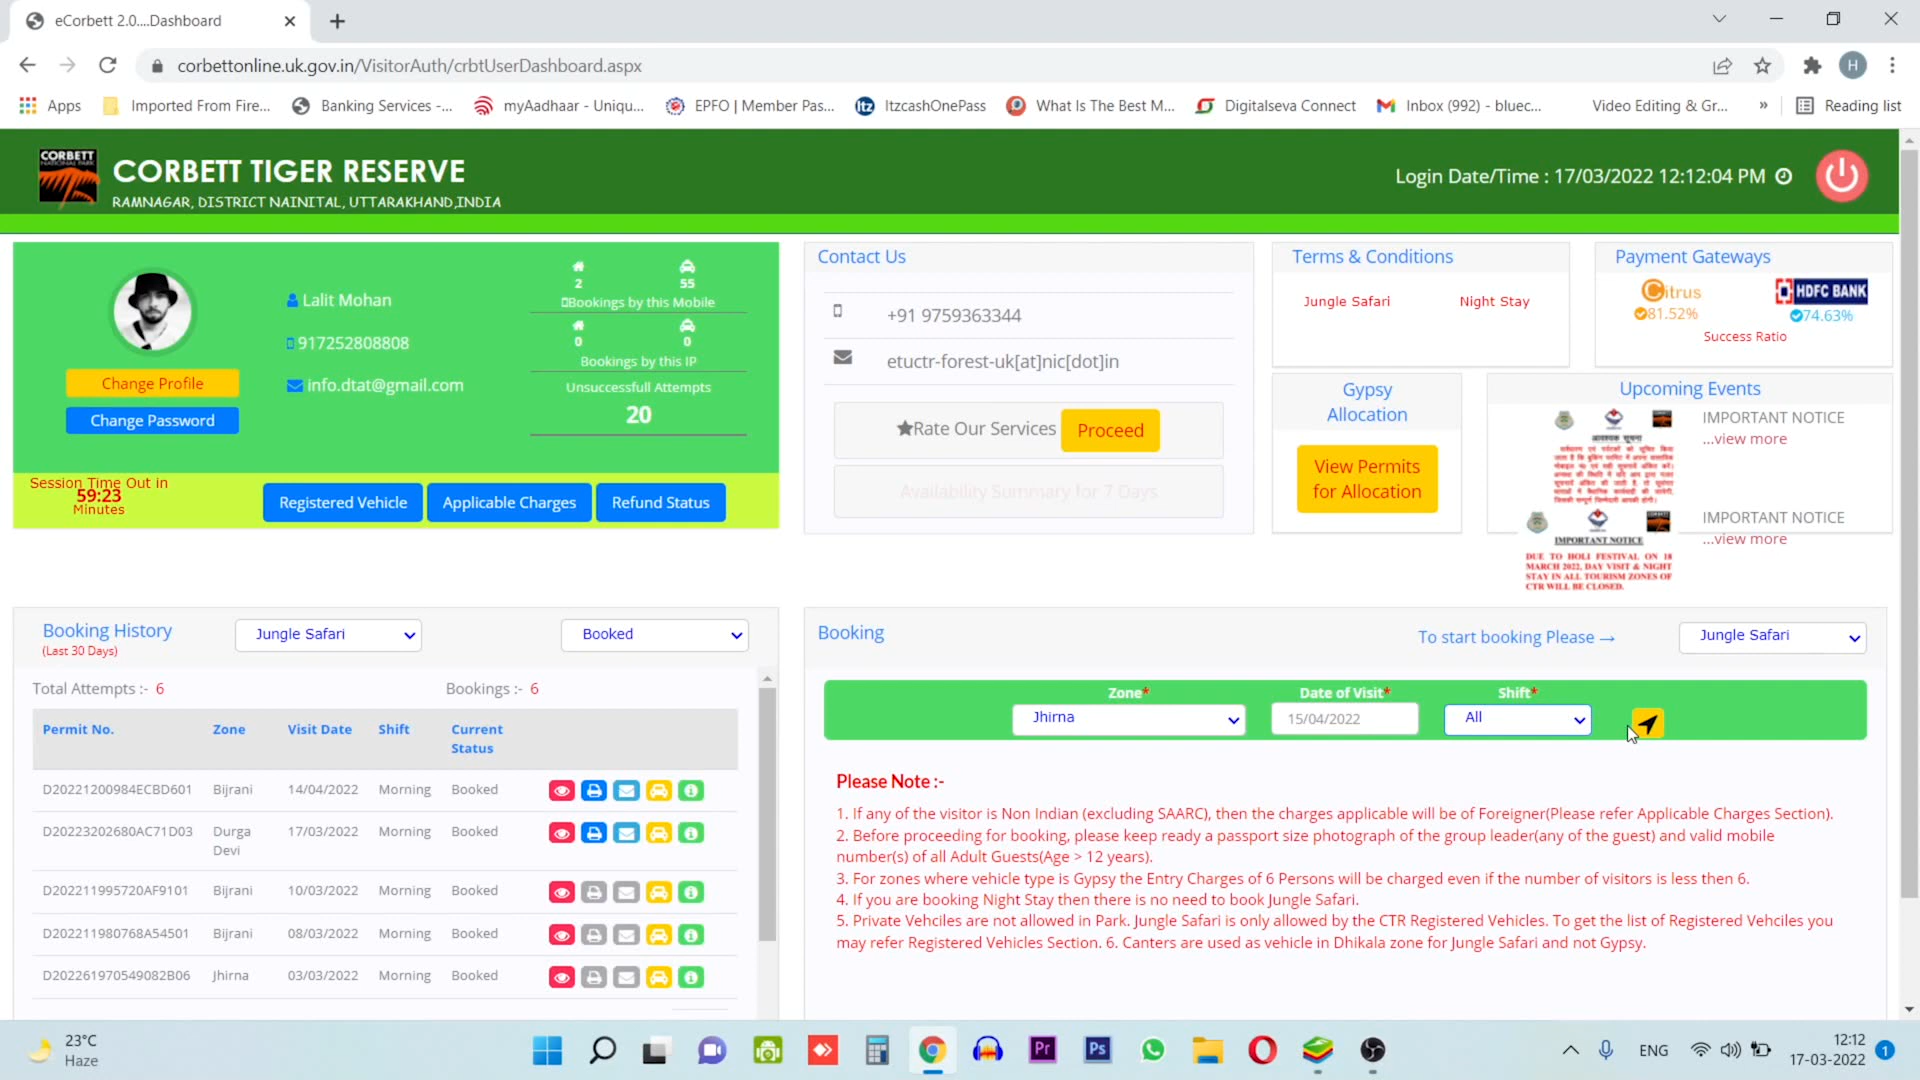 eCorbett 2.0....Dashboard
corbettonline.uk.gov.in/VisitorAuth/crbtUserDashboard.aspx
H
Apps
Imported From Fire...
Banking Services -...
myAadhaar - Uniqu...
EPFO | Member Pas...
itz
ItzcashOnePass
What Is The Best M...
Digitalseva Connect
Inbox (992) - bluec...
Video Editing & Gr...
»
Reading list
CORBETT
NATIONAL PARK
CORBETT TIGER RESERVE
RAMNAGAR, DISTRICT NAINITAL, UTTARAKHAND,INDIA
Login Date/Time : 17/03/2022 12:12:04 PM
Lalit Mohan
917252808808
info.dtat@gmail.com
Change Profile
Change Password
2 55
Bookings by this Mobile
0 0
Bookings by this IP
Unsuccessfull Attempts
20
Session Time Out in
59:23
Minutes
Registered Vehicle
Applicable Charges
Refund Status
Contact Us
+91 9759363344
etuctr-forest-uk[at]nic[dot]in
Rate Our Services
Proceed
Availability Summary for 7 Days
Terms & Conditions
Jungle Safari
Night Stay
Payment Gateways
Citrus
81.52%
HDFC BANK
74.63%
Success Ratio
Gypsy
Allocation
View Permits
for Allocation
Upcoming Events
आवश्यक सूचना
IMPORTANT NOTICE
...view more
IMPORTANT NOTICE
DUE TO HOLI FESTIVAL ON 18
MARCH 2022, DAY VISIT & NIGHT
STAY IN ALL TOURISM ZONES OF
CTR WILL BE CLOSED.
IMPORTANT NOTICE
...view more
Booking History
(Last 30 Days)
Jungle Safari
Booked
Total Attempts :- 6
Bookings :- 6
Permit No. Zone Visit Date Shift Current
Status
D20221200984ECBD601 Bijrani 14/04/2022 Morning Booked
D20223202680AC71D03 Durga 17/03/2022 Morning Booked
Devi
D202211995720AF9101 Bijrani 10/03/2022 Morning Booked
D202211980768A54501 Bijrani 08/03/2022 Morning Booked
D202261970549082B06 Jhirna 03/03/2022 Morning Booked
Booking
To start booking Please →
Jungle Safari
Zone* Date of Visit* Shift*
Jhirna 15/04/2022 All
Please Note :-
1. If any of the visitor is Non Indian (excluding SAARC), then the charges applicable will be of Foreigner(Please refer Applicable Charges Section).
2. Before proceeding for booking, please keep ready a passport size photograph of the group leader(any of the guest) and valid mobile
number(s) of all Adult Guests(Age > 12 years).
3. For zones where vehicle type is Gypsy the Entry Charges of 6 Persons will be charged even if the number of visitors is less then 6.
4. If you are booking Night Stay then there is no need to book Jungle Safari.
5. Private Vehciles are not allowed in Park. Jungle Safari is only allowed by the CTR Registered Vehicles. To get the list of Registered Vehciles you
may refer Registered Vehicles Section. 6. Canters are used as vehicle in Dhikala zone for Jungle Safari and not Gypsy.
23°C
Haze
Pr
Ps
ENG
12:12
17-03-2022
1